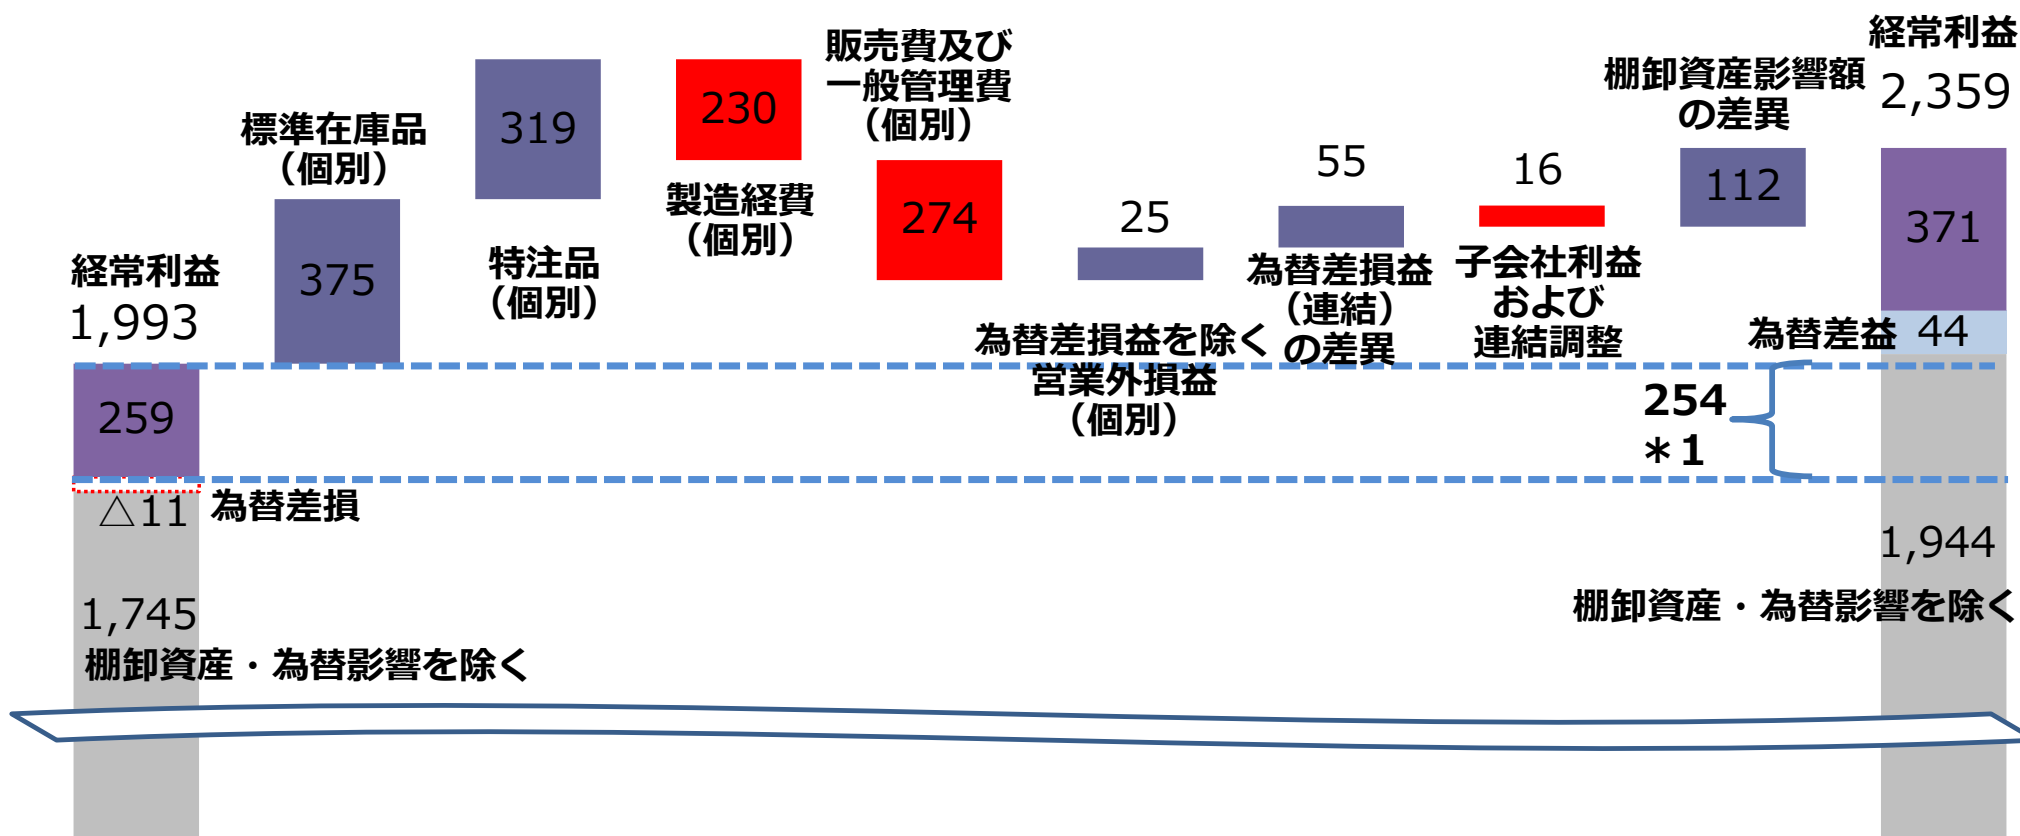 経常利益
1,993
259
△11
為替差損
1,745
棚卸資産・為替影響を除く
標準在庫品
（個別）
375
319
特注品
（個別）
230
製造経費
（個別）
販売費及び
一般管理費
（個別）
274
25
為替差損益を除く
営業外損益
（個別）
55
為替差損益
（連結）
の差異
16
子会社利益
および
連結調整
棚卸資産影響額
の差異
112
経常利益
2,359
371
為替差益
44
254
＊1
1,944
棚卸資産・為替影響を除く